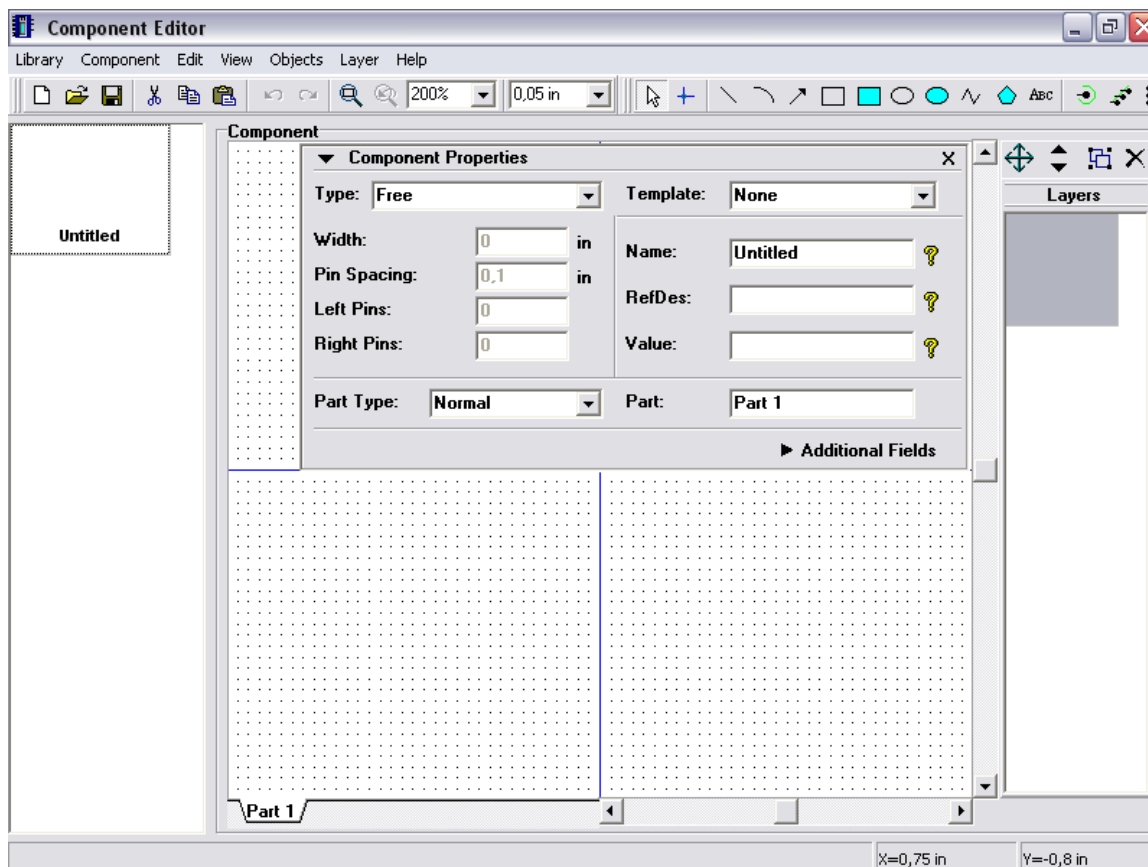 Component Editor
Library Component Edit View Objects Layer Help
200% 0,05 in ABC
Component
Untitled
Component Properties X
Type: Free Template: None
Layers
Width: 0 in
Name: Untitled ?
Pin Spacing: 0,1 in
RefDes: ?
Left Pins: 0
Right Pins: 0
Value: ?
Part Type: Normal Part: Part 1
Additional Fields
Part 1
X=0,75 in Y=-0,8 in